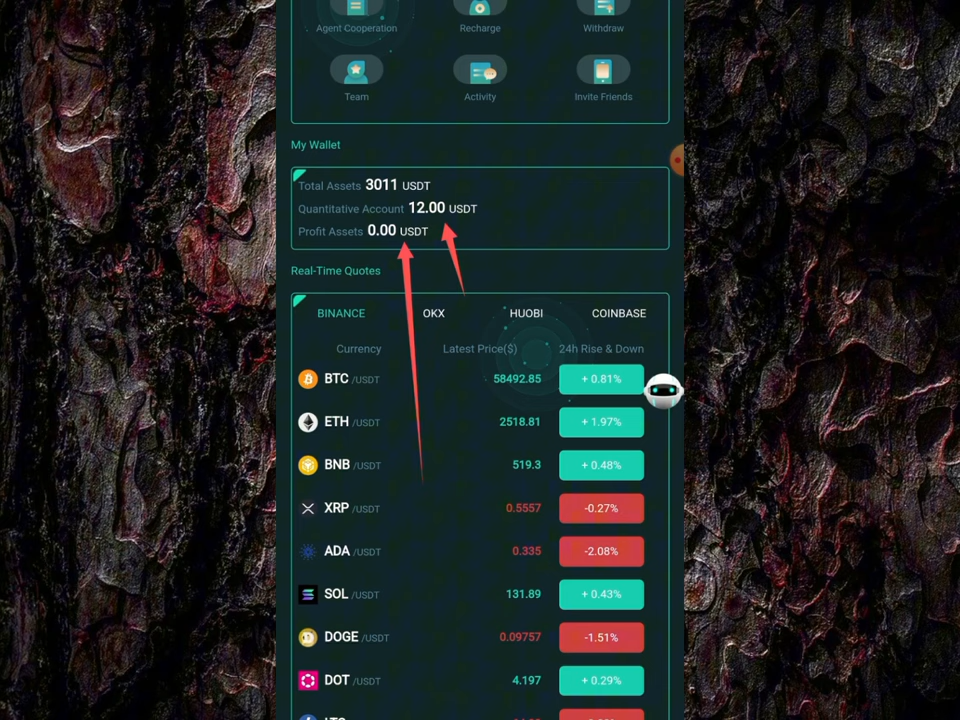 Agent Cooperation Recharge Withdraw
Team Activity Invite Friends
My Wallet
Total Assets 3011 USDT
Quantitative Account 12.00 USDT
Profit Assets 0.00 USDT
Real-Time Quotes
BINANCE OKX HUOBI COINBASE
Currency Latest Price($) 24h Rise & Down
BTC /USDT 58492.85 + 0.81%
ETH /USDT 2518.81 + 1.97%
BNB /USDT 519.3 + 0.48%
XRP /USDT 0.5557 -0.27%
ADA /USDT 0.335 -2.08%
SOL /USDT 131.89 + 0.43%
DOGE /USDT 0.09757 -1.51%
DOT /USDT 4.197 + 0.29%